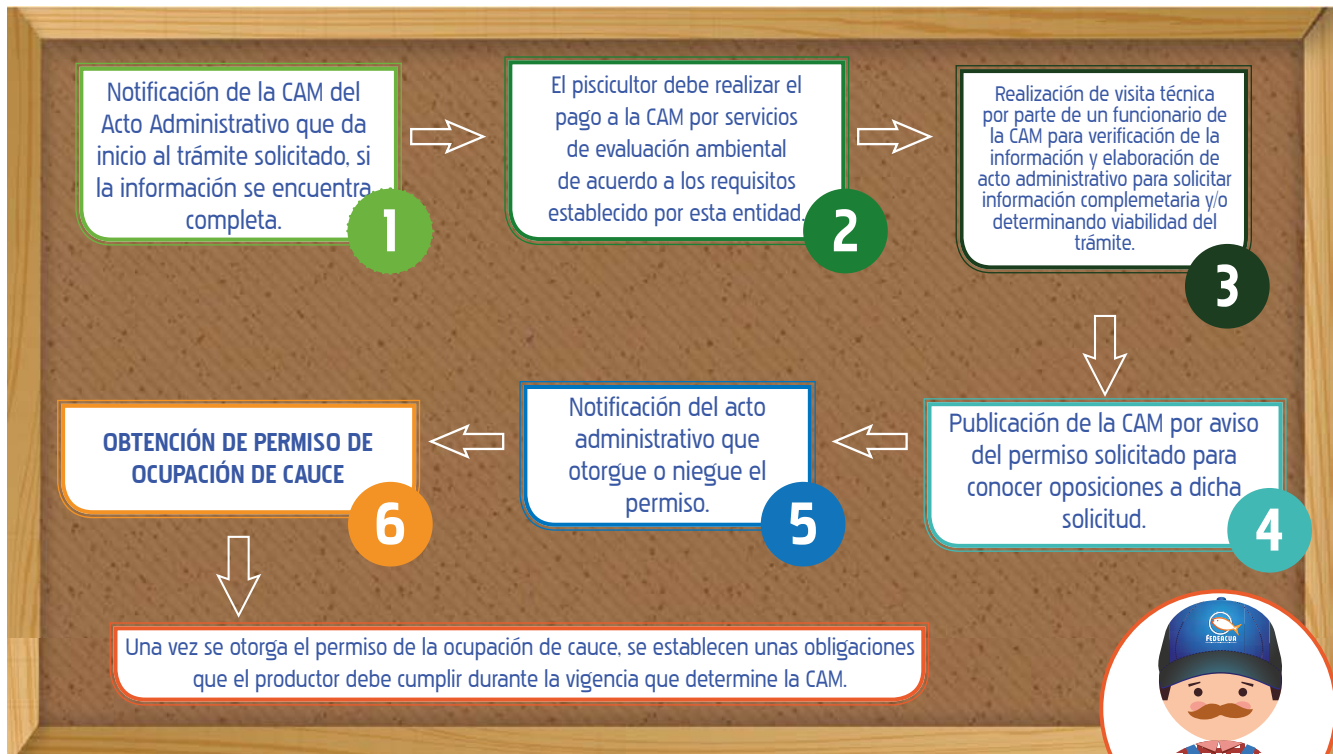 Notificación de la CAM del
Acto Administrativo que da
inicio al trámite solicitado, si
la información se encuentra
completa.
1
El piscicultor debe realizar el
pago a la CAM por servicios
de evaluación ambiental
de acuerdo a los requisitos
establecido por esta entidad.
2
Realización de visita técnica
por parte de un funcionario de
la CAM para verificación de la
información y elaboración de
acto administrativo para solicitar
información complemetaria y/o
determinando viabilidad del
trámite.
3
Publicación de la CAM por aviso
del permiso solicitado para
conocer oposiciones a dicha
solicitud.
4
Notificación del acto
administrativo que
otorgue o niegue el
permiso.
5
OBTENCIÓN DE PERMISO DE
OCUPACIÓN DE CAUCE
6
Una vez se otorga el permiso de la ocupación de cauce, se establecen unas obligaciones
que el productor debe cumplir durante la vigencia que determine la CAM.
FEDEACUA